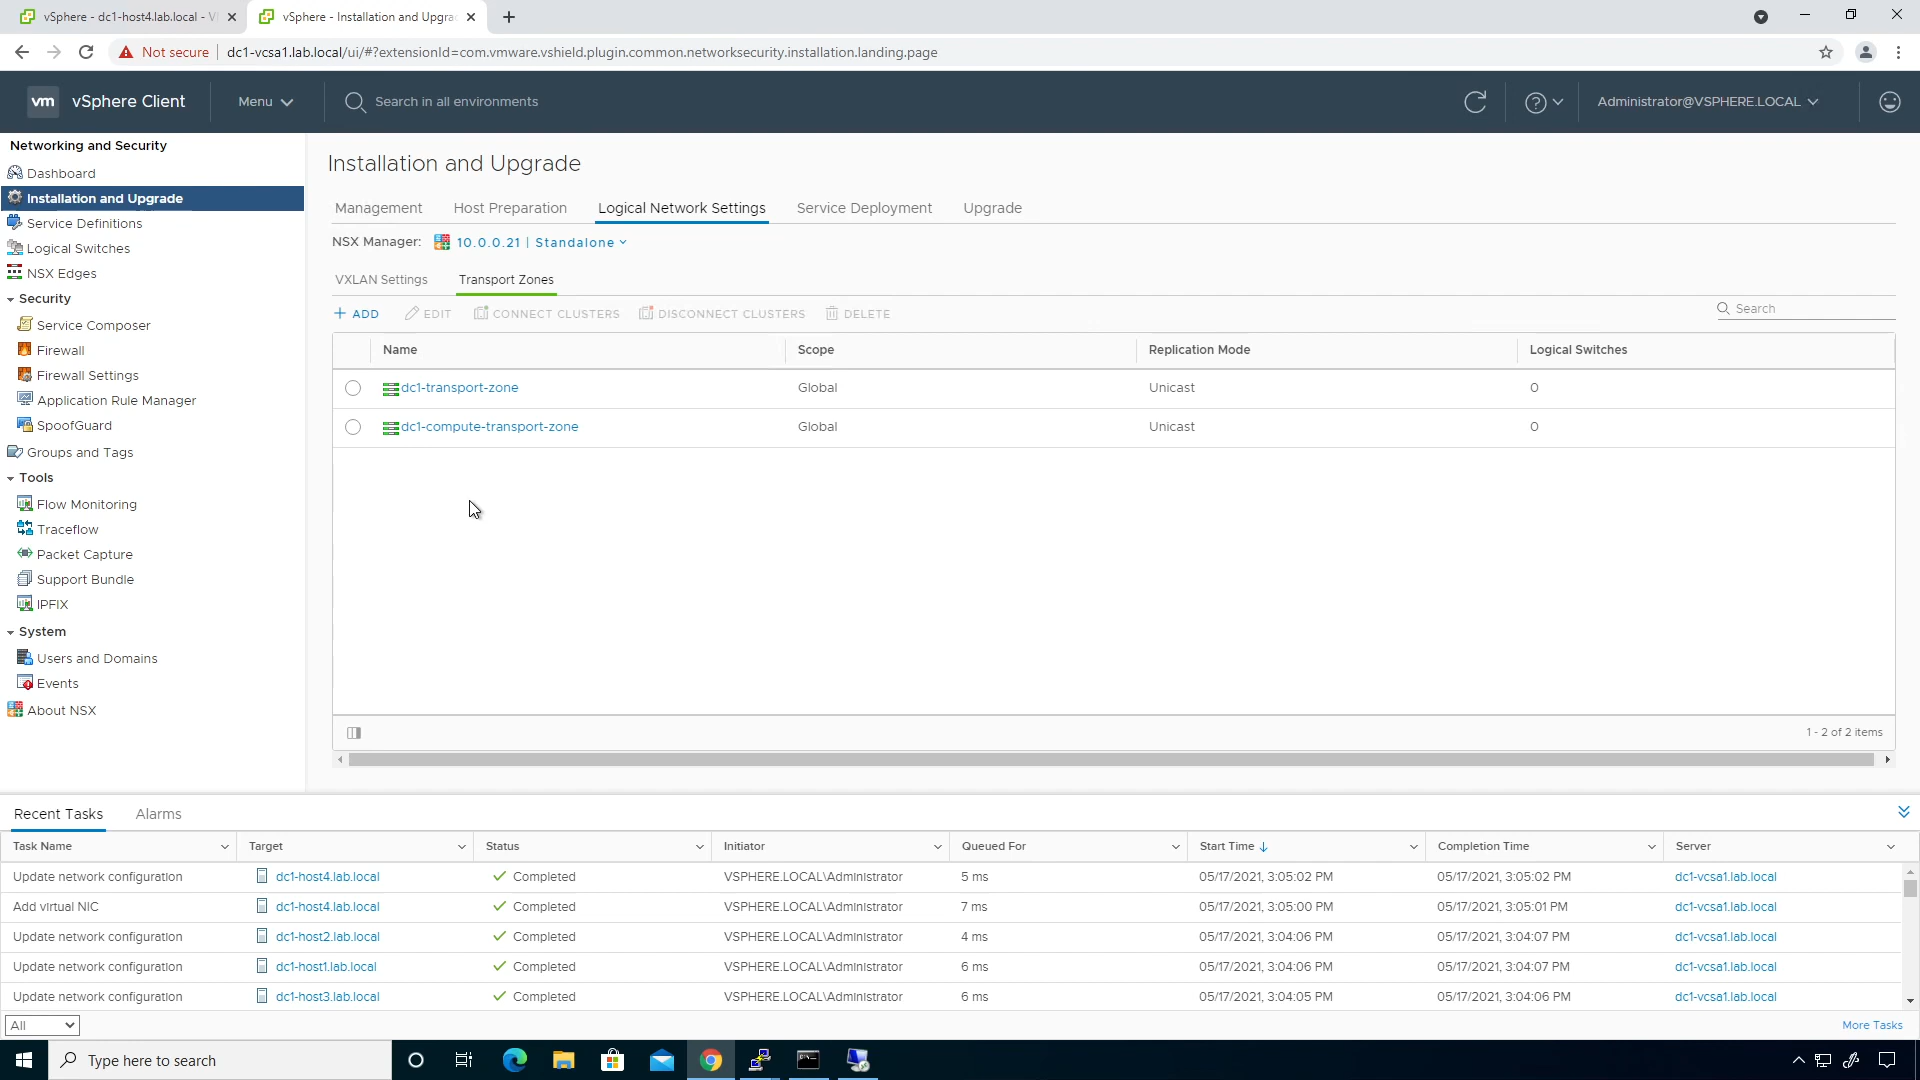 vSphere - dc1-host4.lab.local - V
vSphere - Installation and Upgra
Not secure
dc1-vcsa1.lab.local/ui/#?extensionId=com.vmware.vshield.plugin.common.networksecurity.installation.landing.page
vm
vSphere Client
Menu
Search in all environments
Administrator@VSPHERE.LOCAL
Networking and Security
Dashboard
Installation and Upgrade
Service Definitions
Logical Switches
NSX Edges
Security
Service Composer
Firewall
Firewall Settings
Application Rule Manager
SpoofGuard
Groups and Tags
Tools
Flow Monitoring
Traceflow
Packet Capture
Support Bundle
IPFIX
System
Users and Domains
Events
About NSX
Installation and Upgrade
Management Host Preparation Logical Network Settings Service Deployment Upgrade
NSX Manager: 10.0.0.21 | Standalone
VXLAN Settings Transport Zones
+ ADD EDIT CONNECT CLUSTERS DISCONNECT CLUSTERS DELETE
Search
Name Scope Replication Mode Logical Switches
dc1-transport-zone Global Unicast 0
dc1-compute-transport-zone Global Unicast 0
1 - 2 of 2 items
Recent Tasks Alarms
Task Name Target Status Initiator Queued For Start Time Completion Time Server
Update network configuration dc1-host4.lab.local Completed VSPHERE.LOCAL\Administrator 5 ms 05/17/2021, 3:05:02 PM 05/17/2021, 3:05:02 PM dc1-vcsa1.lab.local
Add virtual NIC dc1-host4.lab.local Completed VSPHERE.LOCAL\Administrator 7 ms 05/17/2021, 3:05:00 PM 05/17/2021, 3:05:01 PM dc1-vcsa1.lab.local
Update network configuration dc1-host2.lab.local Completed VSPHERE.LOCAL\Administrator 4 ms 05/17/2021, 3:04:06 PM 05/17/2021, 3:04:07 PM dc1-vcsa1.lab.local
Update network configuration dc1-host1.lab.local Completed VSPHERE.LOCAL\Administrator 6 ms 05/17/2021, 3:04:06 PM 05/17/2021, 3:04:07 PM dc1-vcsa1.lab.local
Update network configuration dc1-host3.lab.local Completed VSPHERE.LOCAL\Administrator 6 ms 05/17/2021, 3:04:05 PM 05/17/2021, 3:04:06 PM dc1-vcsa1.lab.local
All
More Tasks
Type here to search